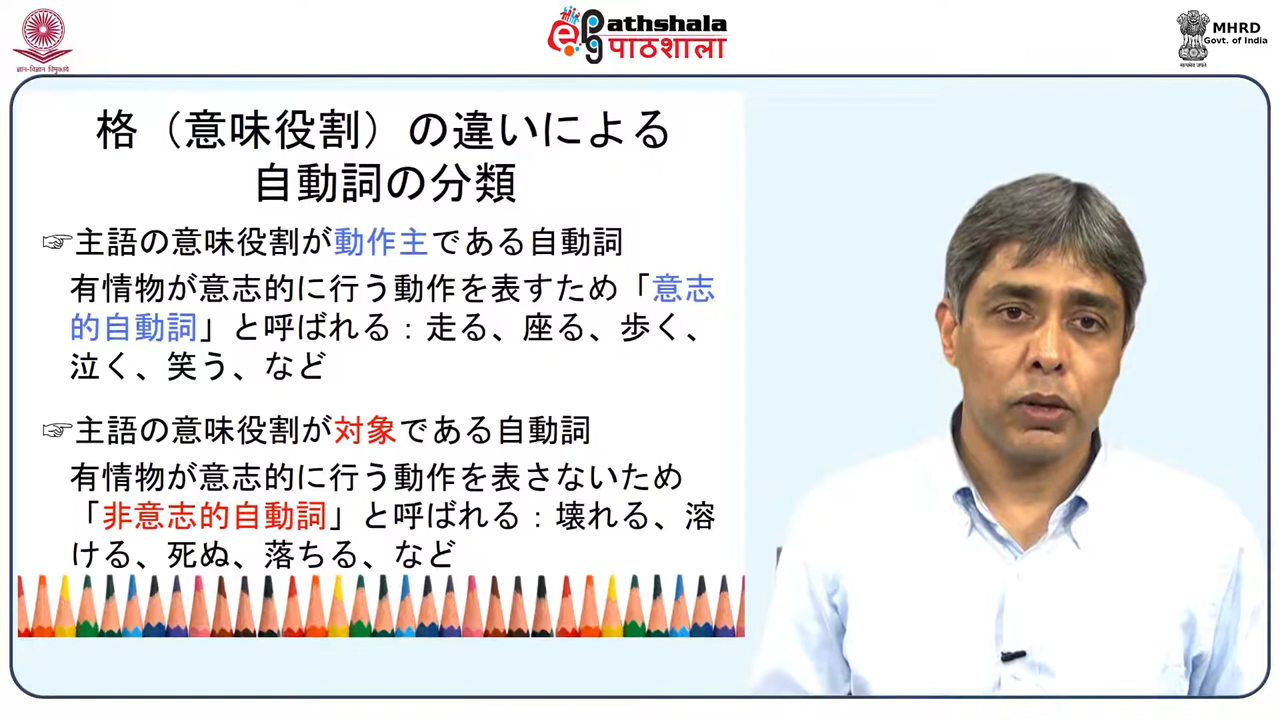 ज्ञान-विज्ञान विमुक्तये
ePathshala
पाठशाला
सत्यमेव जयते
MHRD
Govt. of India
格（意味役割）の違いによる
自動詞の分類
☞主語の意味役割が動作主である自動詞
有情物が意志的に行う動作を表すため「意志
的自動詞」と呼ばれる：走る、座る、歩く、
泣く、笑う、など
☞主語の意味役割が対象である自動詞
有情物が意志的に行う動作を表さないため
「非意志的自動詞」と呼ばれる：壊れる、溶
ける、死ぬ、落ちる、など